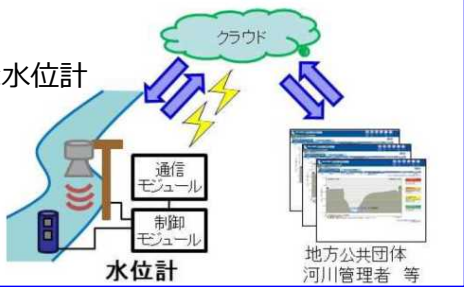 クラウド
水位計
通信
モジュール
制御
モジュール
水位計
地方公共団体
河川管理者 等